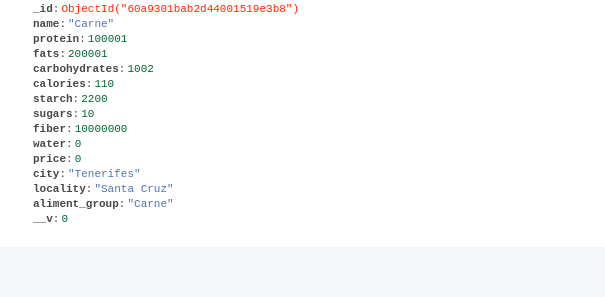 _id: ObjectId("60a9301bab2d44001519e3b8")
name: "Carne"
protein: 100001
fats: 200001
carbohydrates: 1002
calories: 110
starch: 2200
sugars: 10
fiber: 10000000
water: 0
price: 0
city: "Tenerifes"
locality: "Santa Cruz"
aliment_group: "Carne"
__v: 0